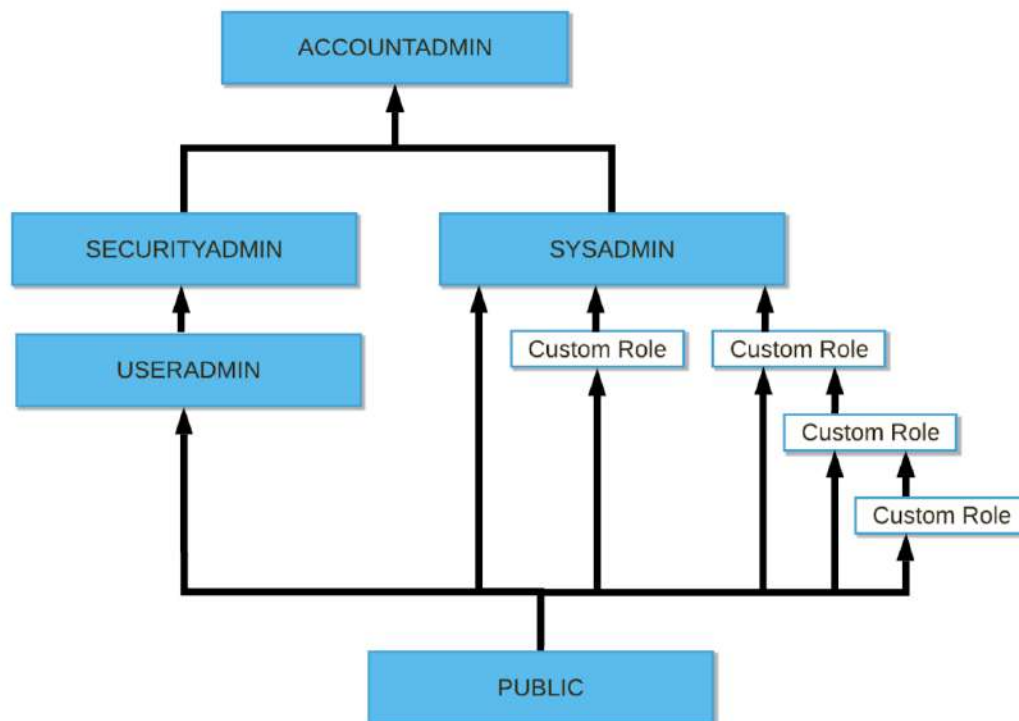 ACCOUNTADMIN
SECURITYADMIN
SYSADMIN
USERADMIN
Custom Role
Custom Role
Custom Role
Custom Role
PUBLIC